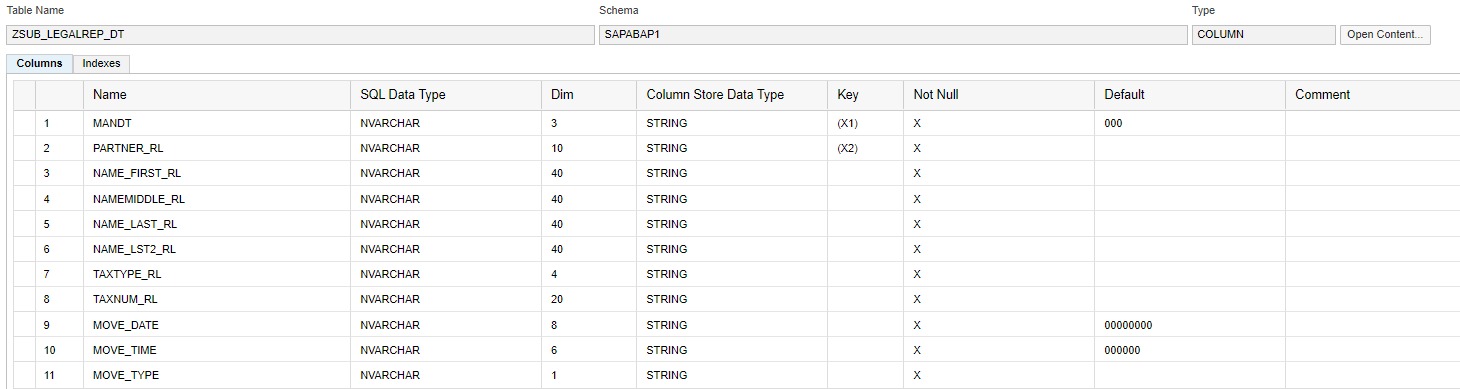 Table Name Schema Type
ZSUB_LEGALREP_DT SAPABAP1 COLUMN Open Content...
Columns Indexes
Name SQL Data Type Dim Column Store Data Type Key Not Null Default Comment
1 MANDT NVARCHAR 3 STRING (X1) X 000
2 PARTNER_RL NVARCHAR 10 STRING (X2) X
3 NAME_FIRST_RL NVARCHAR 40 STRING X
4 NAMEMIDDLE_RL NVARCHAR 40 STRING X
5 NAME_LAST_RL NVARCHAR 40 STRING X
6 NAME_LST2_RL NVARCHAR 40 STRING X
7 TAXTYPE_RL NVARCHAR 4 STRING X
8 TAXNUM_RL NVARCHAR 20 STRING X
9 MOVE_DATE NVARCHAR 8 STRING X 00000000
10 MOVE_TIME NVARCHAR 6 STRING X 000000
11 MOVE_TYPE NVARCHAR 1 STRING X